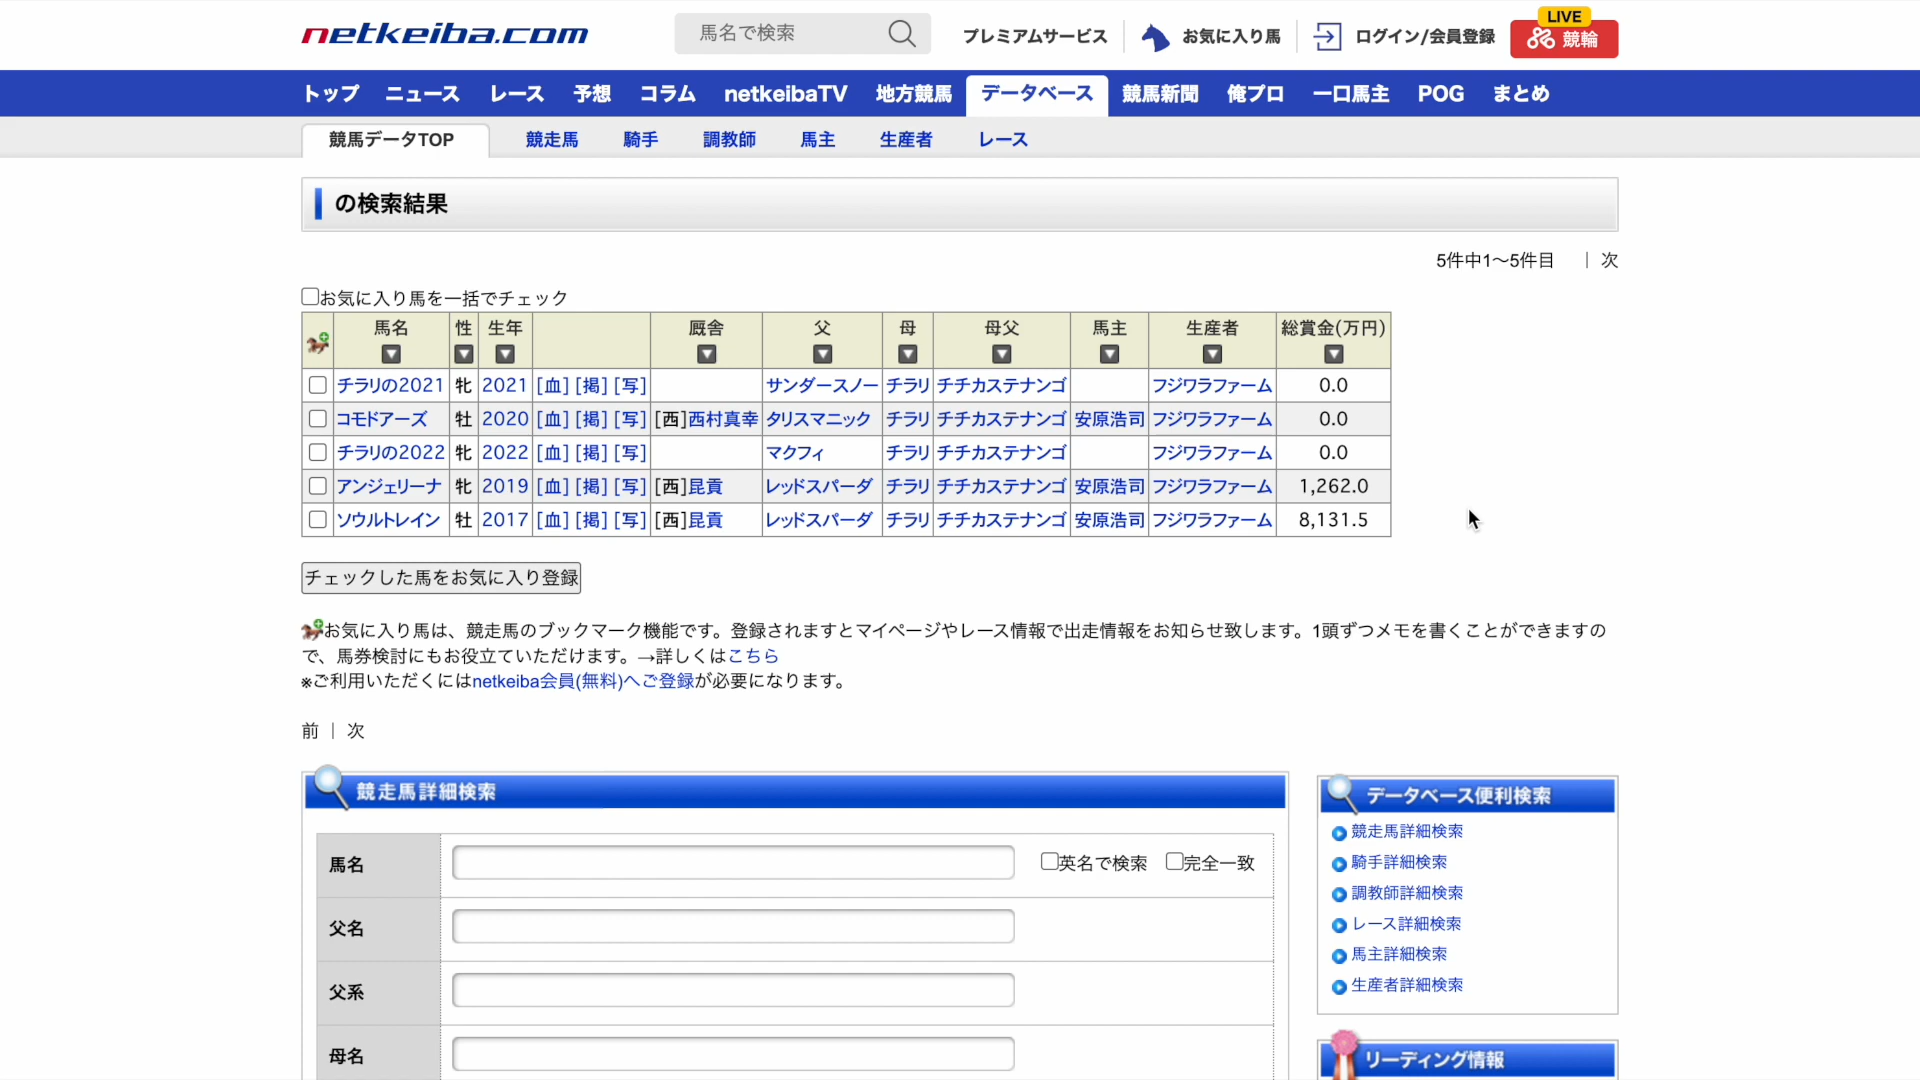 netkeiba.com 馬名で検索 プレミアムサービス お気に入り馬 ログイン/会員登録 LIVE 競輪
トップ ニュース レース 予想 コラム netkeibaTV 地方競馬 データベース 競馬新聞 俺プロ 一口馬主 POG まとめ
競馬データTOP 競走馬 騎手 調教師 馬主 生産者 レース
の検索結果
5件中1～5件目 ｜ 次
お気に入り馬を一括でチェック
馬名 性 生年 厩舎 父 母 母父 馬主 生産者 総賞金(万円)
チラリの2021 牝 2021 [血] [掲] [写] サンダースノー チラリ チチカステナンゴ フジワラファーム 0.0
コモドアーズ 牡 2020 [血] [掲] [写] [西]西村真幸 タリスマニック チラリ チチカステナンゴ 安原浩司 フジワラファーム 0.0
チラリの2022 牝 2022 [血] [掲] [写] マクフィ チラリ チチカステナンゴ フジワラファーム 0.0
アンジェリーナ 牝 2019 [血] [掲] [写] [西]昆貢 レッドスパーダ チラリ チチカステナンゴ 安原浩司 フジワラファーム 1,262.0
ソウルトレイン 牡 2017 [血] [掲] [写] [西]昆貢 レッドスパーダ チラリ チチカステナンゴ 安原浩司 フジワラファーム 8,131.5
チェックした馬をお気に入り登録
お気に入り馬は、競走馬のブックマーク機能です。登録されますとマイページやレース情報で出走情報をお知らせ致します。1頭ずつメモを書くことができますの
で、馬券検討にもお役立ていただけます。→詳しくはこちら
※ご利用いただくにはnetkeiba会員(無料)へご登録が必要になります。
前 ｜ 次
競走馬詳細検索
馬名 英名で検索 完全一致
父名
父系
母名
データベース便利検索
競走馬詳細検索
騎手詳細検索
調教師詳細検索
レース詳細検索
馬主詳細検索
生産者詳細検索
リーディング情報